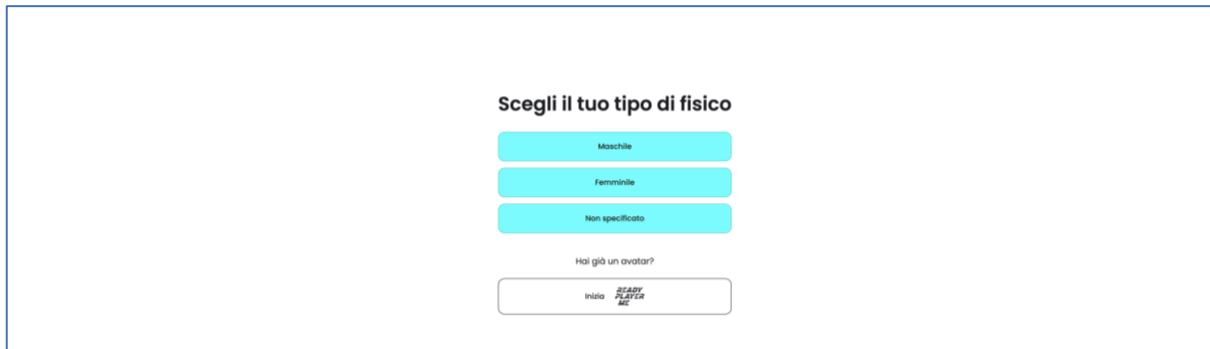 Scegli il tuo tipo di fisico
Maschile
Femminile
Non specificato
Hai già un avatar?
Inizia READY
PLAYER
ME